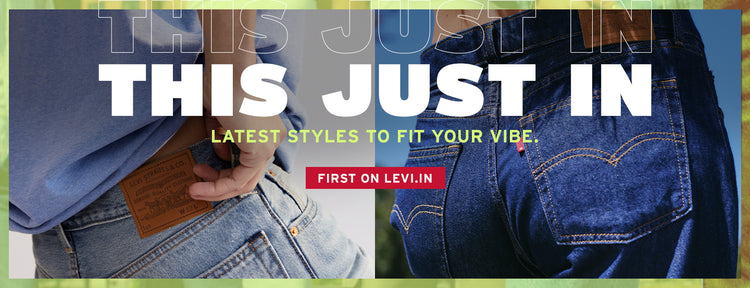 THIS JUST IN
THIS JUST IN
LATEST STYLES TO FIT YOUR VIBE.
FIRST ON LEVI.IN